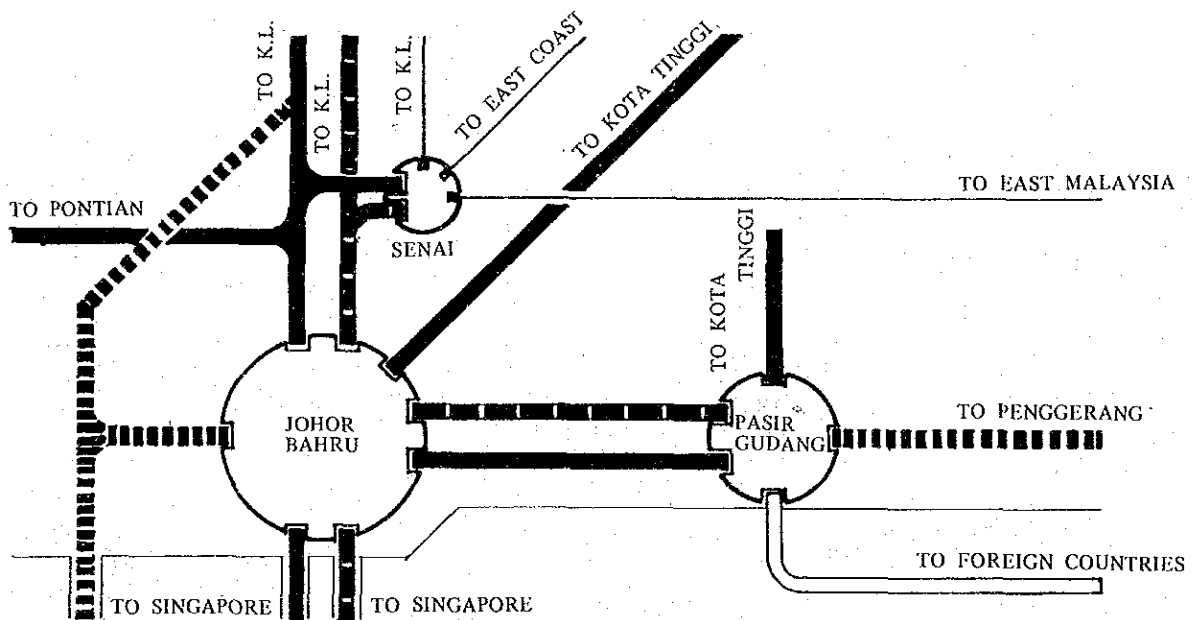 TO K.L.
TO K.L.
TO K.L.
TO EAST COAST
TO KOTA TINGGI
TO EAST MALAYSIA
TO PONTIAN
SENAI
TO KOTA
TINGGI
JOHOR
BAHRU
PASIR
GUDANG
TO PENGGERANG
TO FOREIGN COUNTRIES
TO SINGAPORE
TO SINGAPORE